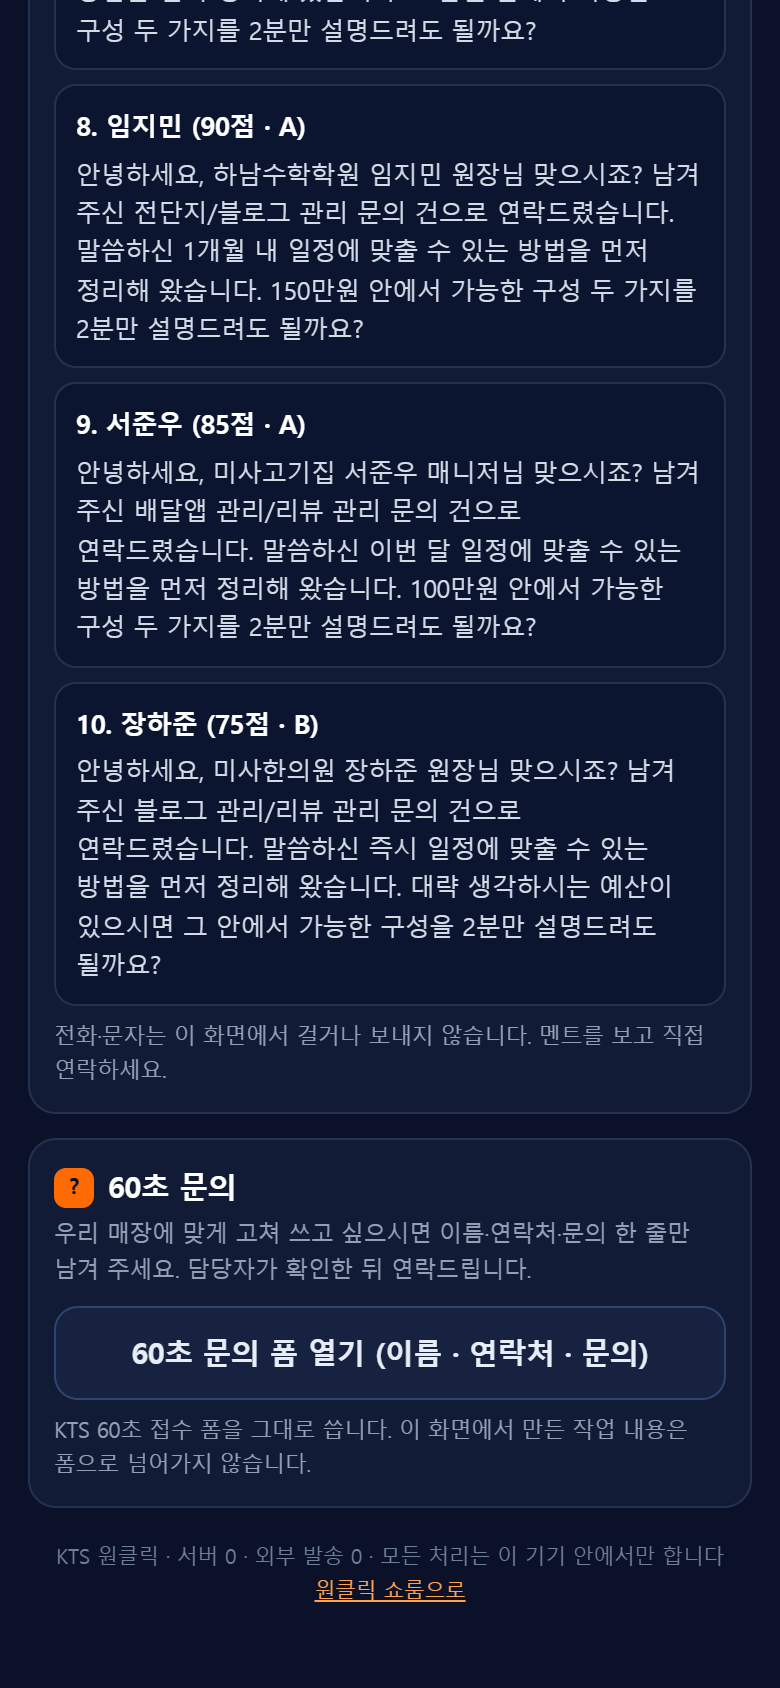 구성 두 가지를 2분만 설명드려도 될까요?
8. 임지민 (90점 · A)
안녕하세요, 하남수학학원 임지민 원장님 맞으시죠? 남겨
주신 전단지/블로그 관리 문의 건으로 연락드렸습니다.
말씀하신 1개월 내 일정에 맞출 수 있는 방법을 먼저
정리해 왔습니다. 150만원 안에서 가능한 구성 두 가지를
2분만 설명드려도 될까요?
9. 서준우 (85점 · A)
안녕하세요, 미사고기집 서준우 매니저님 맞으시죠? 남겨
주신 배달앱 관리/리뷰 관리 문의 건으로
연락드렸습니다. 말씀하신 이번 달 일정에 맞출 수 있는
방법을 먼저 정리해 왔습니다. 100만원 안에서 가능한
구성 두 가지를 2분만 설명드려도 될까요?
10. 장하준 (75점 · B)
안녕하세요, 미사한의원 장하준 원장님 맞으시죠? 남겨
주신 블로그 관리/리뷰 관리 문의 건으로
연락드렸습니다. 말씀하신 즉시 일정에 맞출 수 있는
방법을 먼저 정리해 왔습니다. 대략 생각하시는 예산이
있으시면 그 안에서 가능한 구성을 2분만 설명드려도
될까요?
전화·문자는 이 화면에서 걸거나 보내지 않습니다. 멘트를 보고 직접
연락하세요.
? 60초 문의
우리 매장에 맞게 고쳐 쓰고 싶으시면 이름·연락처·문의 한 줄만
남겨 주세요. 담당자가 확인한 뒤 연락드립니다.
60초 문의 폼 열기 (이름 · 연락처 · 문의)
KTS 60초 접수 폼을 그대로 씁니다. 이 화면에서 만든 작업 내용은
폼으로 넘어가지 않습니다.
KTS 원클릭 · 서버 0 · 외부 발송 0 · 모든 처리는 이 기기 안에서만 합니다
원클릭 쇼룸으로